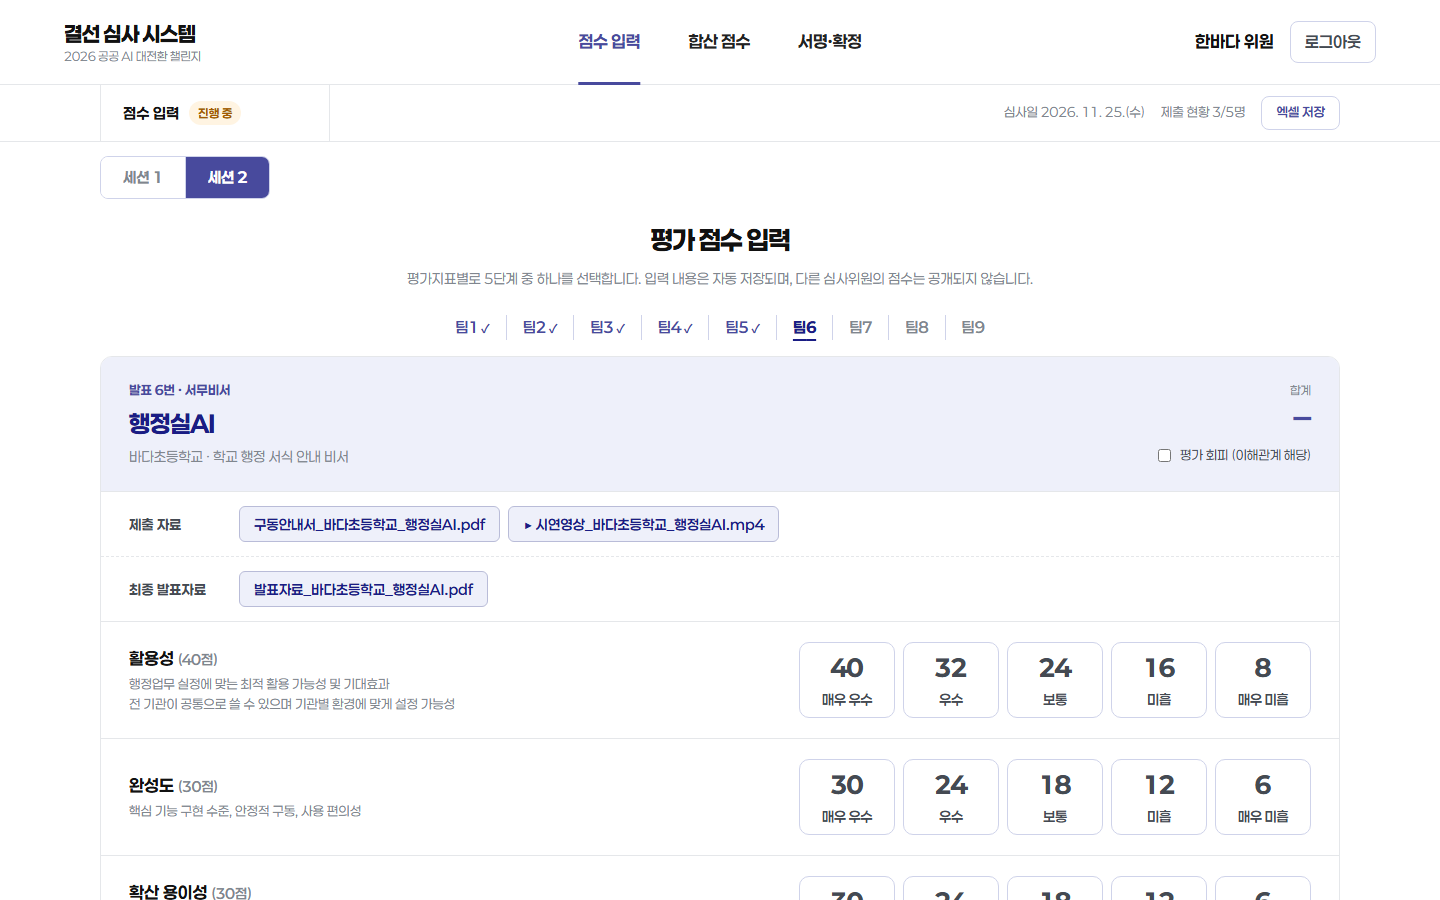 결선 심사 시스템
2026 공공 AI 대전환 챌린지
점수 입력
합산 점수
서명·확정
한바다 위원
로그아웃
점수 입력 진행 중
심사일 2026. 11. 25.(수) 제출 현황 3/5명 엑셀 저장
세션 1 세션 2
평가 점수 입력
평가지표별로 5단계 중 하나를 선택합니다. 입력 내용은 자동 저장되며, 다른 심사위원의 점수는 공개되지 않습니다.
팀1 ✓ 팀2 ✓ 팀3 ✓ 팀4 ✓ 팀5 ✓ 팀6 팀7 팀8 팀9
발표 6번 · 서무비서
행정실AI
바다초등학교 · 학교 행정 서식 안내 비서
합계
—
평가 회피 (이해관계 해당)
제출 자료 구동안내서_바다초등학교_행정실AI.pdf ▸ 시연영상_바다초등학교_행정실AI.mp4
최종 발표자료 발표자료_바다초등학교_행정실AI.pdf
활용성 (40점)
행정업무 실정에 맞는 최적 활용 가능성 및 기대효과
전 기관이 공통으로 쓸 수 있으며 기관별 환경에 맞게 설정 가능성
40 32 24 16 8
매우 우수 우수 보통 미흡 매우 미흡
완성도 (30점)
핵심 기능 구현 수준, 안정적 구동, 사용 편의성
30 24 18 12 6
매우 우수 우수 보통 미흡 매우 미흡
확산 용이성 (30점)
30 24 18 12 6